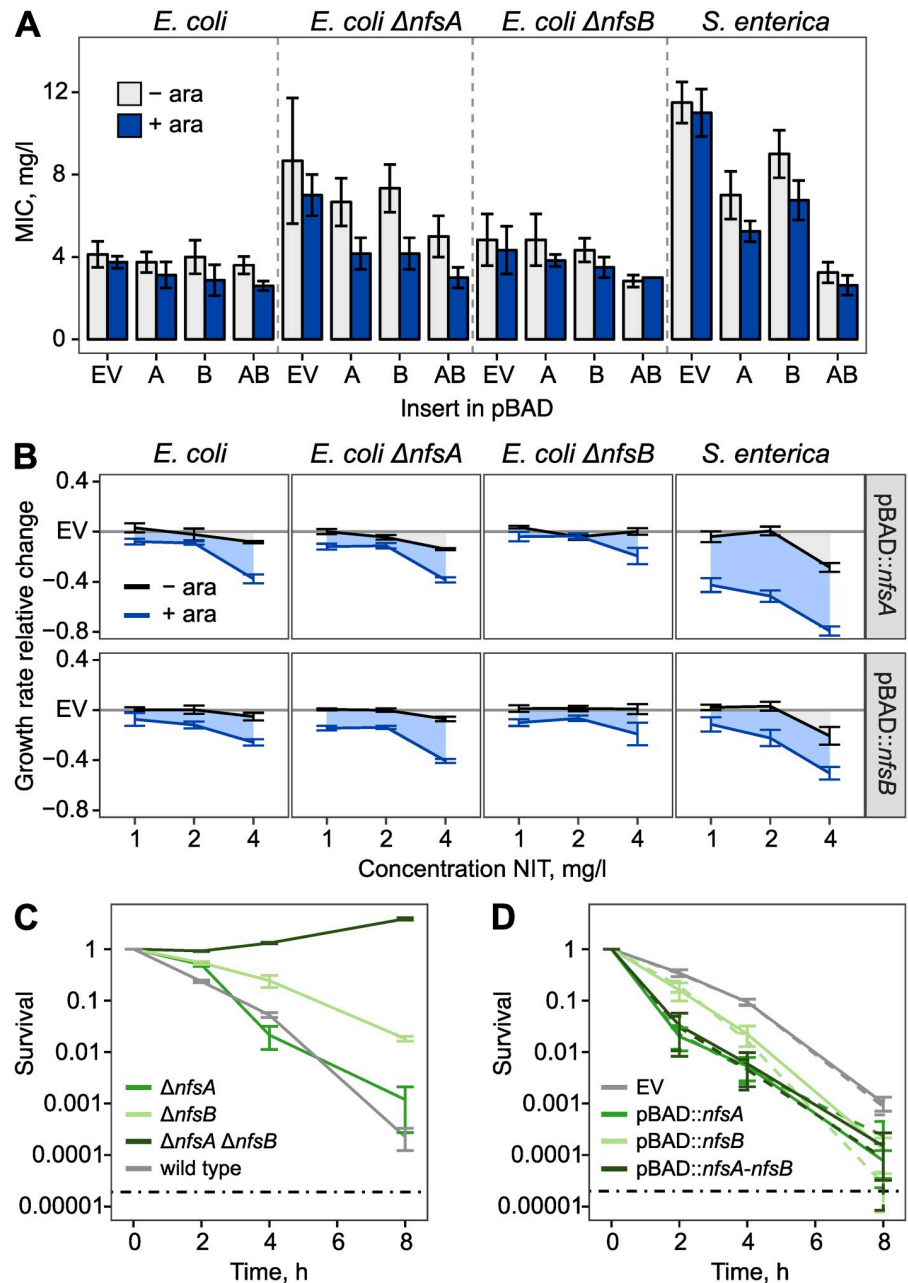 A
E. coli
E. coli ΔnfsA
E. coli ΔnfsB
S. enterica
− ara
+ ara
MIC, mg/l
12
8
4
0
EV A B AB EV A B AB EV A B AB EV A B AB
Insert in pBAD
B
E. coli
E. coli ΔnfsA
E. coli ΔnfsB
S. enterica
Growth rate relative change
0.4
EV
−0.4
−0.8
− ara
+ ara
pBAD::nfsA
0.4
EV
−0.4
−0.8
pBAD::nfsB
1 2 4 1 2 4 1 2 4 1 2 4
Concentration NIT, mg/l
C
Survival
1
0.1
0.01
0.001
0.0001
0.00001
ΔnfsA
ΔnfsB
ΔnfsA ΔnfsB
wild type
0 2 4 6 8
Time, h
D
Survival
1
0.1
0.01
0.001
0.0001
0.00001
EV
pBAD::nfsA
pBAD::nfsB
pBAD::nfsA-nfsB
0 2 4 6 8
Time, h